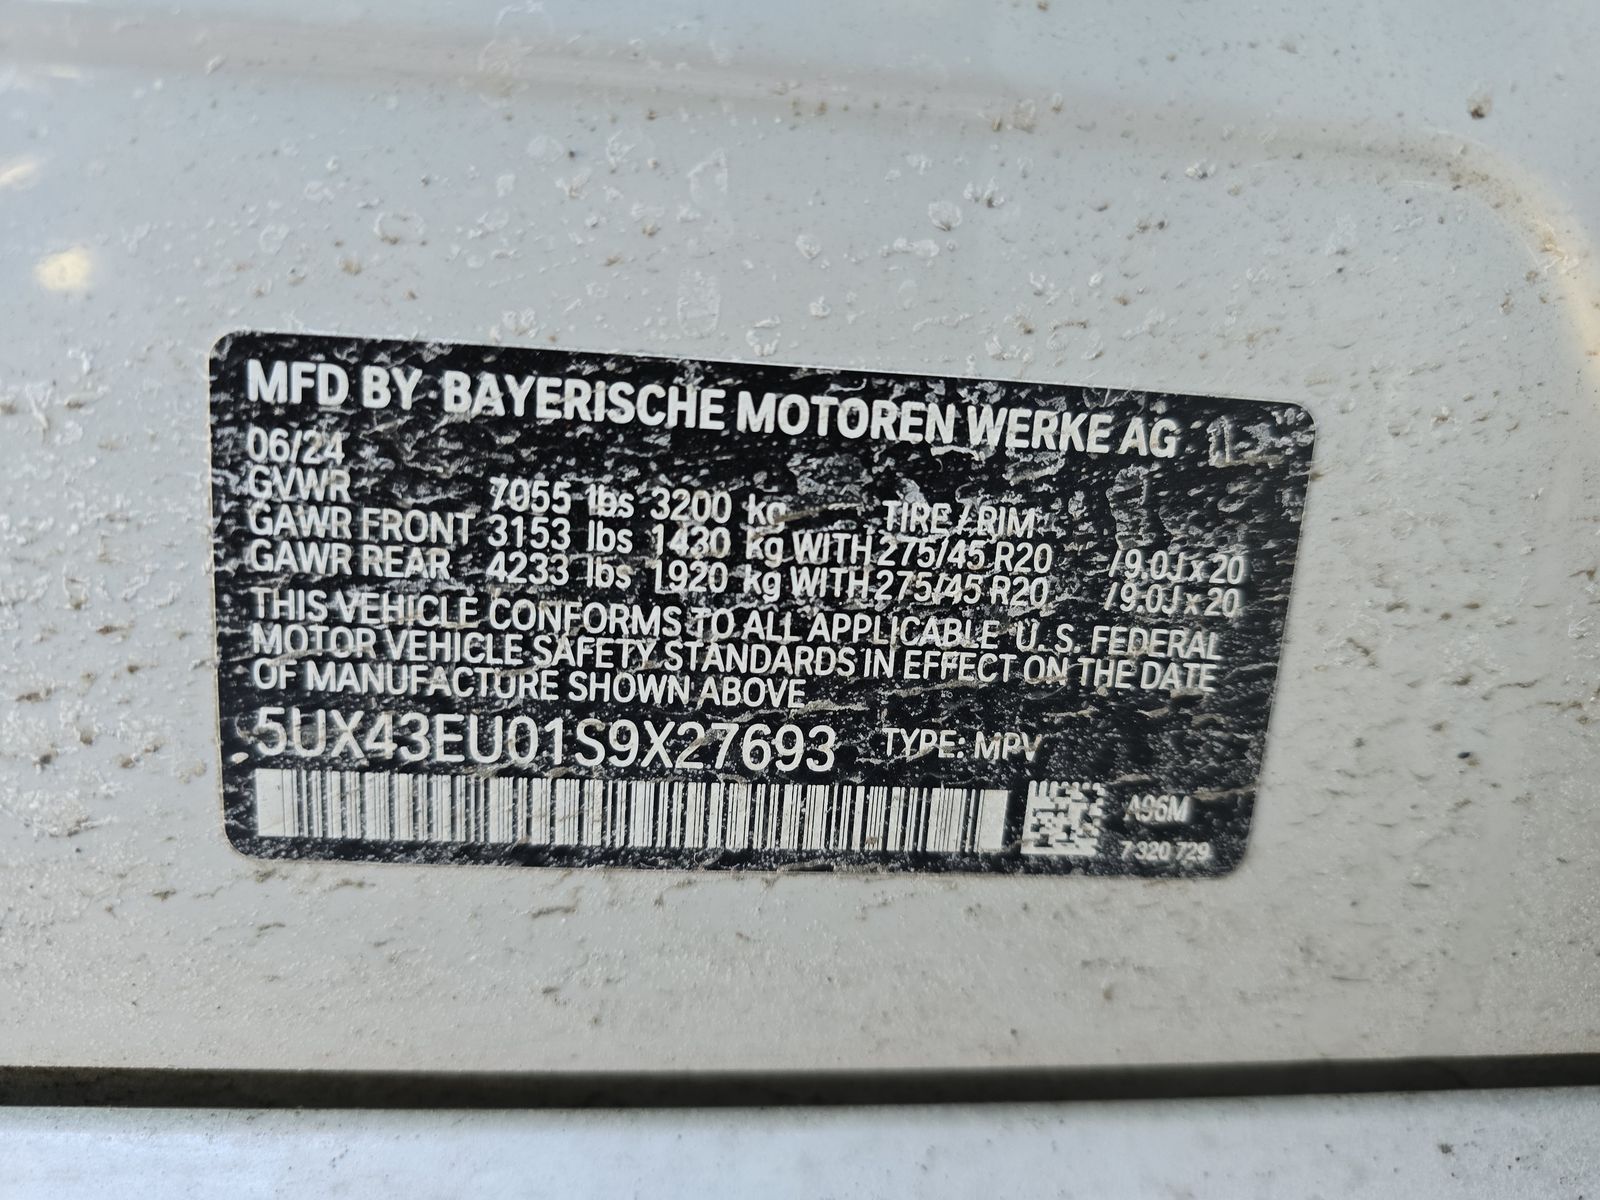 MFD BY BAYERISCHE MOTOREN WERKE AG
06/24
GVWR 7055 lbs 3200 kg TIRE / RIM
GAWR FRONT 3153 lbs 1430 kg WITH 275/45 R20 / 9.0J x 20
GAWR REAR 4233 lbs 1920 kg WITH 275/45 R20 / 9.0J x 20
THIS VEHICLE CONFORMS TO ALL APPLICABLE U.S. FEDERAL
MOTOR VEHICLE SAFETY STANDARDS IN EFFECT ON THE DATE
OF MANUFACTURE SHOWN ABOVE
5UX43EU01S9X27693 TYPE: MPV
A96M
7 320 729